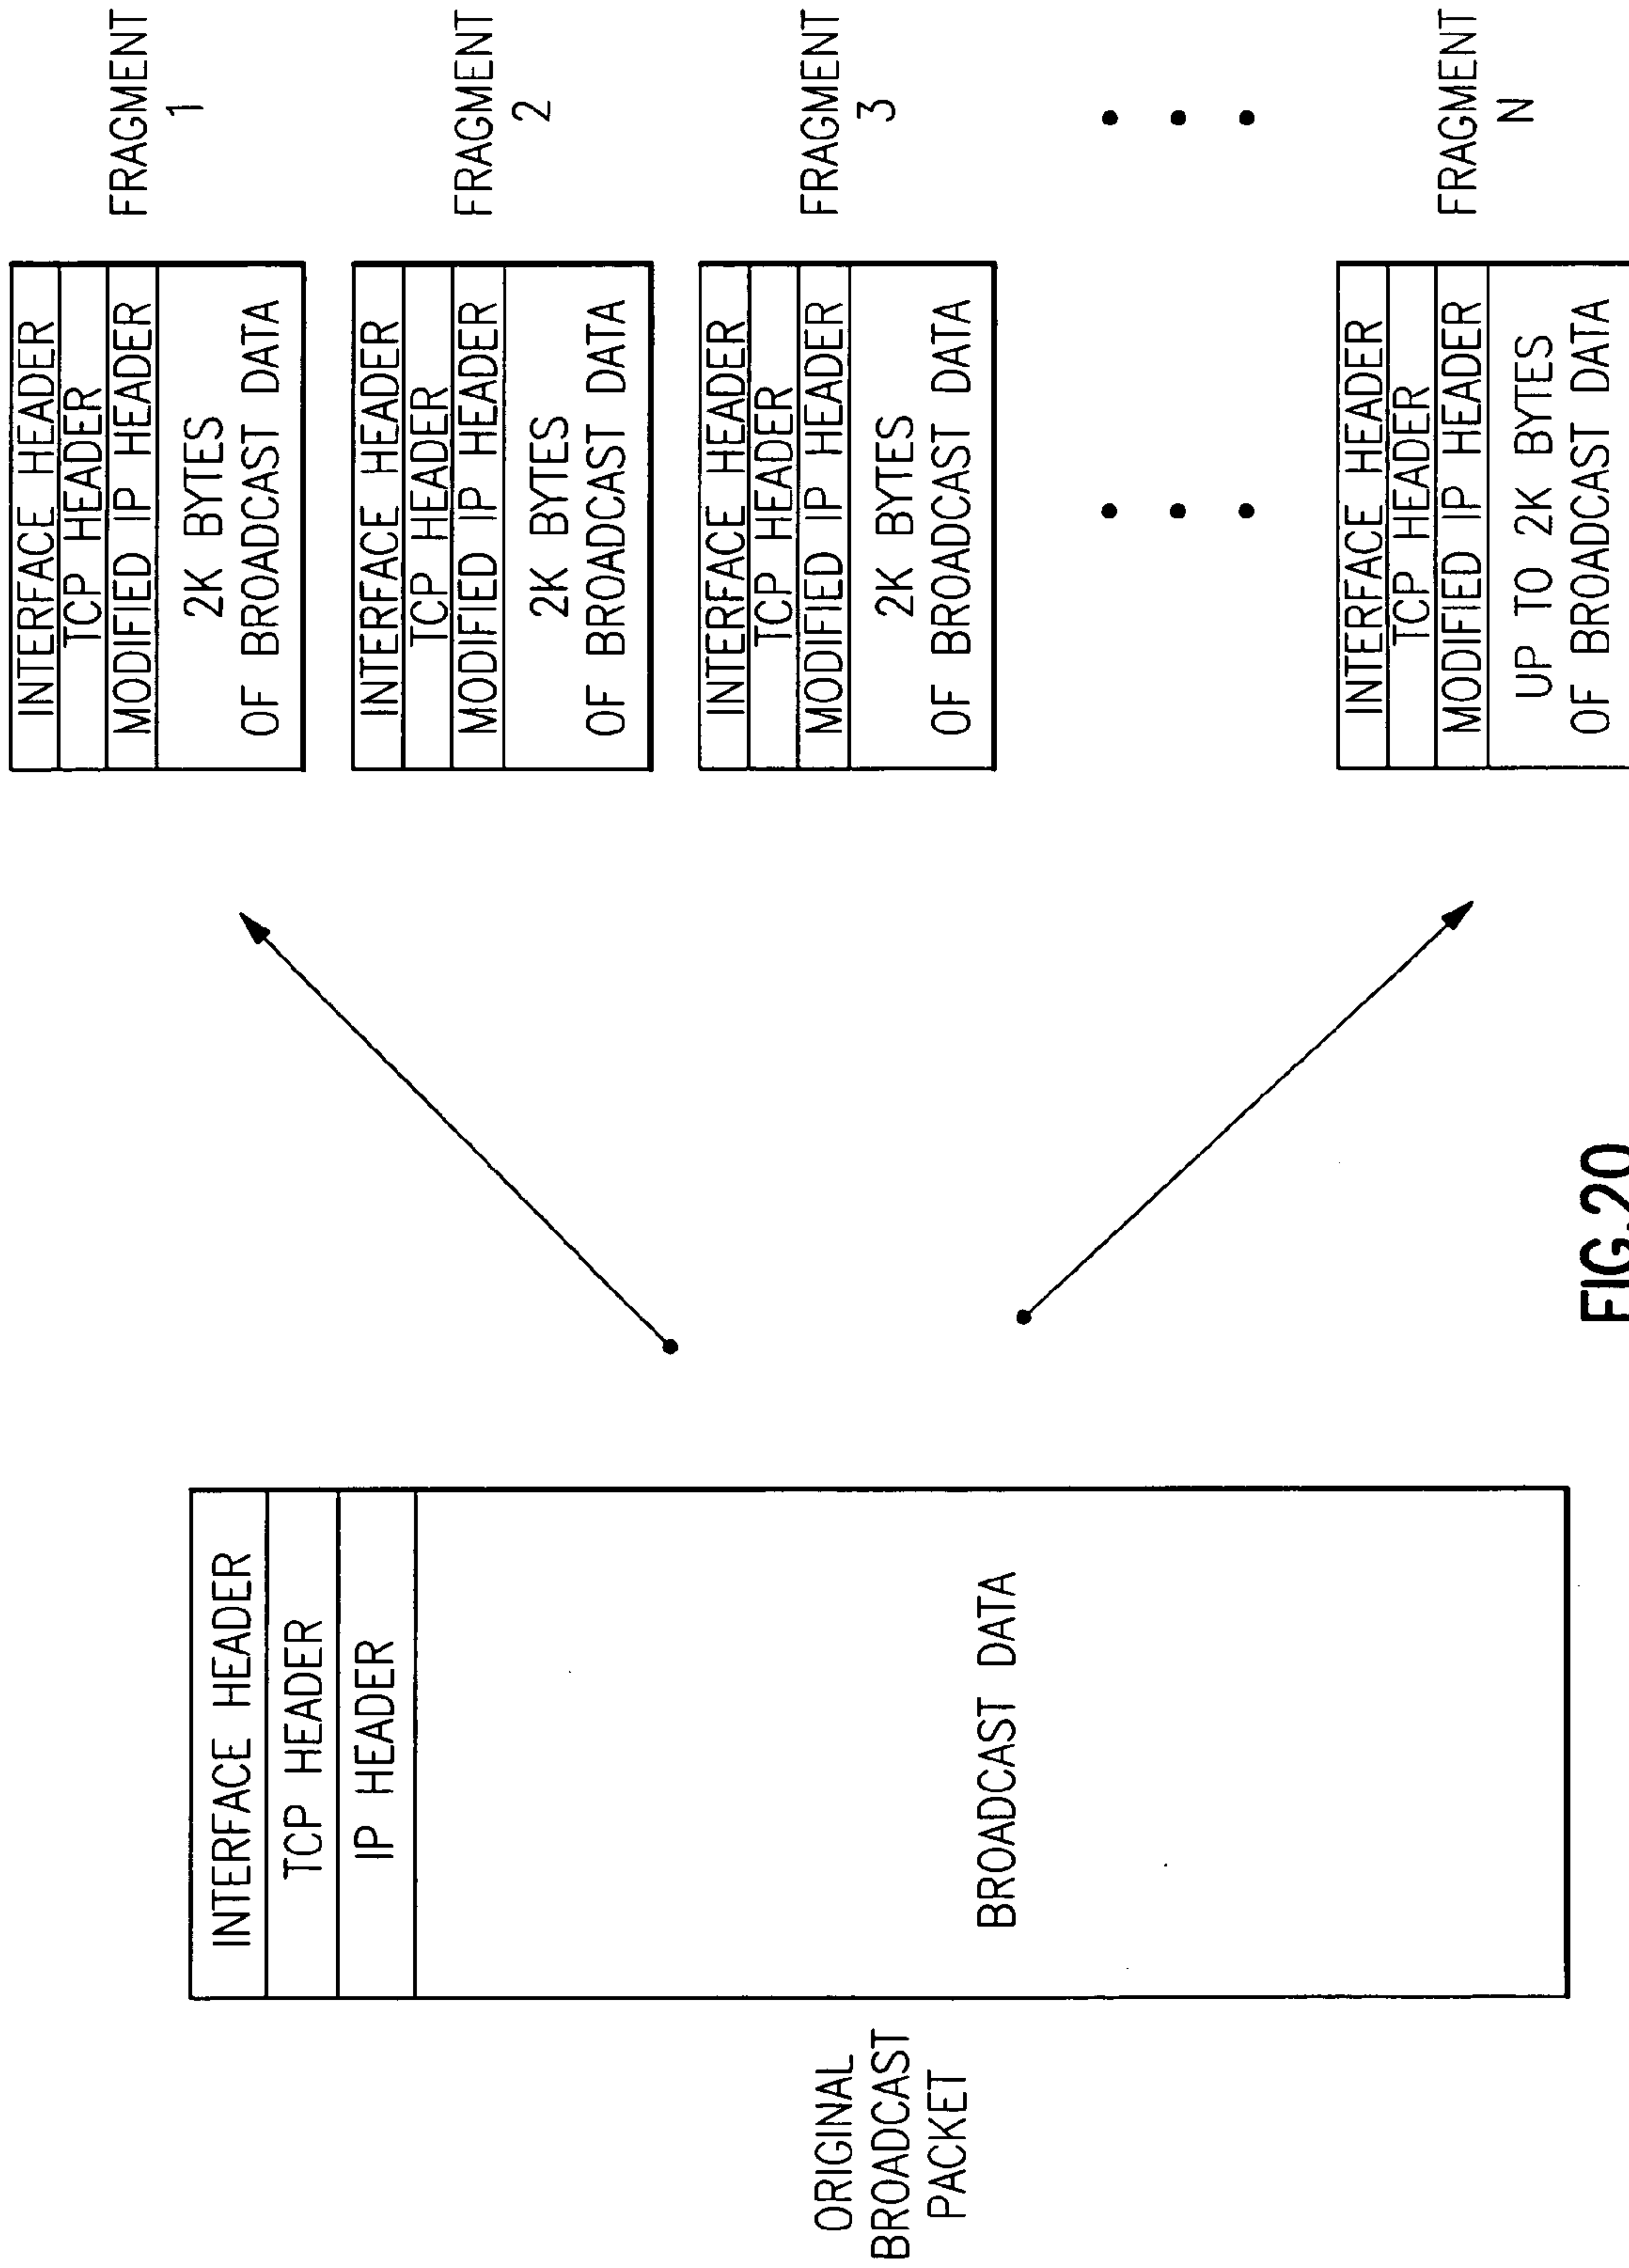 ORIGINAL
BROADCAST
PACKET
INTERFACE HEADER
TCP HEADER
IP HEADER
BROADCAST DATA
INTERFACE HEADER
TCP HEADER
MODIFIED IP HEADER
2K BYTES
OF BROADCAST DATA
FRAGMENT
1
INTERFACE HEADER
TCP HEADER
MODIFIED IP HEADER
2K BYTES
OF BROADCAST DATA
FRAGMENT
2
INTERFACE HEADER
TCP HEADER
MODIFIED IP HEADER
2K BYTES
OF BROADCAST DATA
FRAGMENT
3
INTERFACE HEADER
TCP HEADER
MODIFIED IP HEADER
UP TO 2K BYTES
OF BROADCAST DATA
FRAGMENT
N
FIG.20